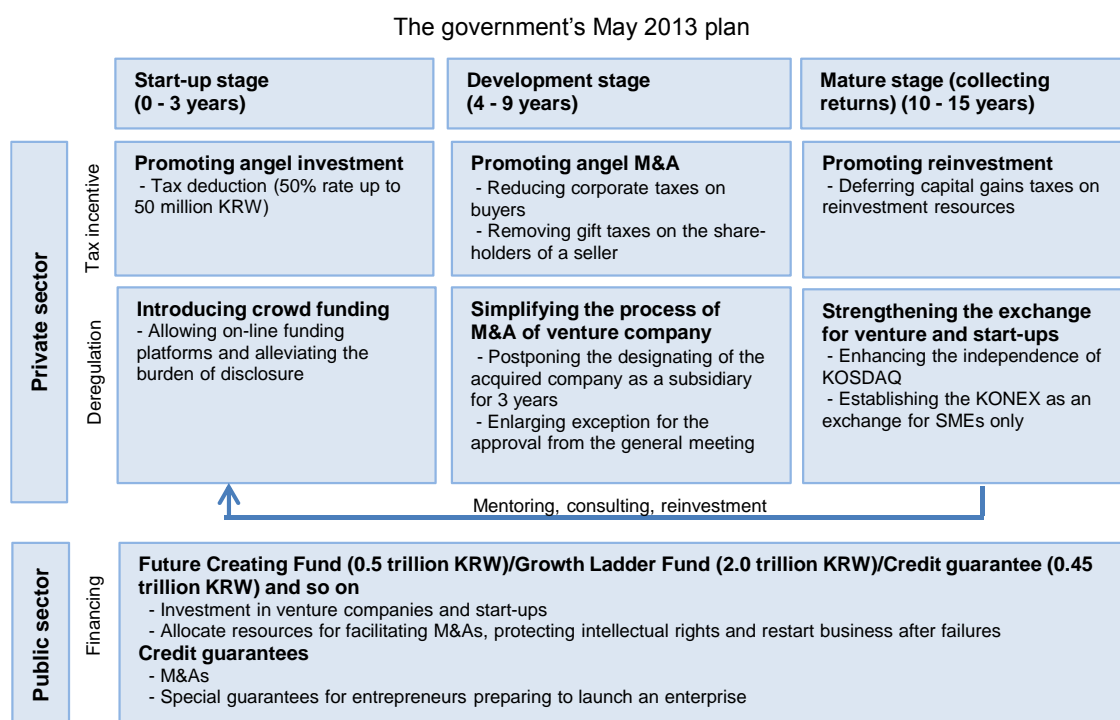 The government's May 2013 plan
Start-up stage
(0 - 3 years)
Development stage
(4 - 9 years)
Mature stage (collecting
returns) (10 - 15 years)
Private sector
Tax incentive
Promoting angel investment
- Tax deduction (50% rate up to
50 million KRW)
Promoting angel M&A
- Reducing corporate taxes on
buyers
- Removing gift taxes on the share-
holders of a seller
Promoting reinvestment
- Deferring capital gains taxes on
reinvestment resources
Deregulation
Introducing crowd funding
- Allowing on-line funding
platforms and alleviating the
burden of disclosure
Simplifying the process of
M&A of venture company
- Postponing the designating of the
acquired company as a subsidiary
for 3 years
- Enlarging exception for the
approval from the general meeting
Strengthening the exchange
for venture and start-ups
- Enhancing the independence of
KOSDAQ
- Establishing the KONEX as an
exchange for SMEs only
Mentoring, consulting, reinvestment
Public sector
Financing
Future Creating Fund (0.5 trillion KRW)/Growth Ladder Fund (2.0 trillion KRW)/Credit guarantee (0.45
trillion KRW) and so on
- Investment in venture companies and start-ups
- Allocate resources for facilitating M&As, protecting intellectual rights and restart business after failures
Credit guarantees
- M&As
- Special guarantees for entrepreneurs preparing to launch an enterprise